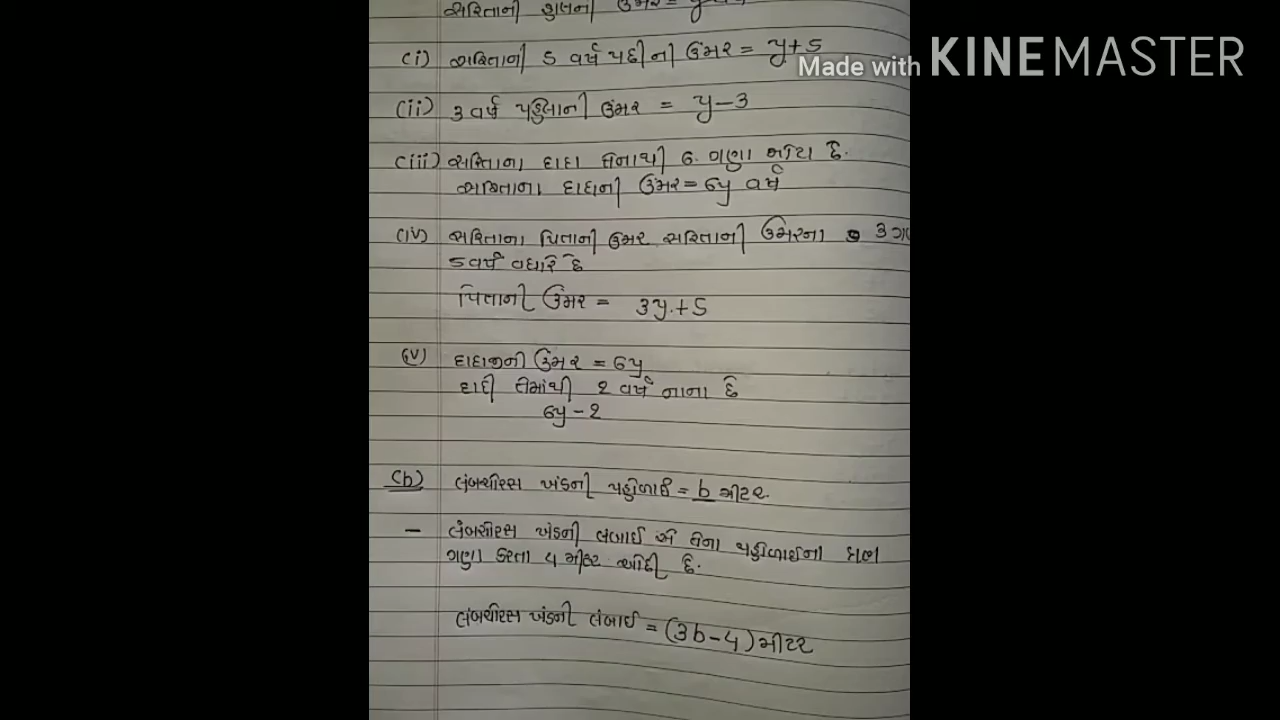 સરિતાની હાલની ઉંમર =
(i) સરિતાની 5 વર્ષ પછી ની ઉંમર = y+5
Made with KINEMASTER
(ii) 3 વર્ષ પહેલાની ઉંમર = y-3
(iii) સરિતાના દાદા તેનાથી 6 ગણા મોટા છે.
સરિતાના દાદાની ઉંમર = 6y વર્ષ
(iv) સરિતાના પિતાની ઉંમર સરિતાની ઉંમરના 3
5 વર્ષ વધારે છે
પિતાની ઉંમર = 3y+5
(v) દાદાજીની ઉંમર = 6y
દાદી તેમાંથી 2 વર્ષ નાના છે
6y-2
(b) લંબચોરસ ખંડની પહોળાઈ = b મીટર.
- લંબચોરસ ખંડની લંબાઈ એ તેના પહોળાઈના ત્રણ
ગણા કરતા 4 મીટર ઓછી છે.
લંબચોરસ ખંડની લંબાઈ = (3b-4) મીટર